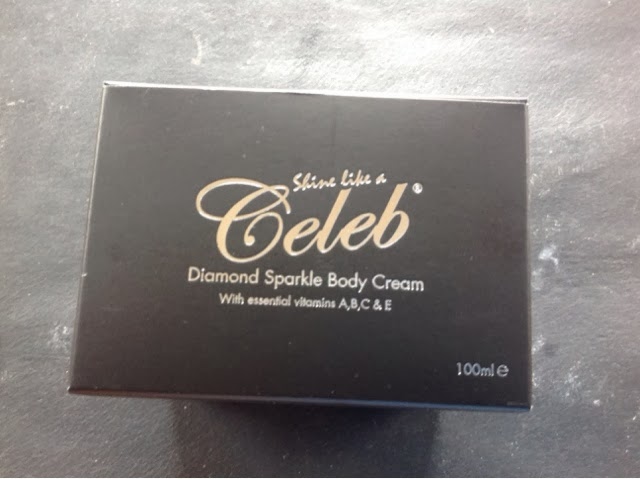 Shine like a
Celeb®
Diamond Sparkle Body Cream
With essential vitamins A,B,C & E
100ml ℮